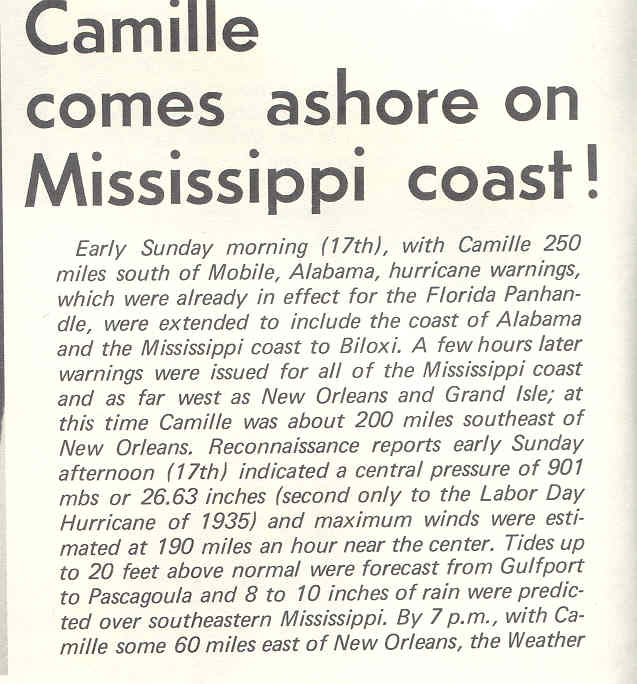 Camille
comes ashore on
Mississippi coast!
Early Sunday morning (17th), with Camille 250
miles south of Mobile, Alabama, hurricane warnings,
which were already in effect for the Florida Panhan-
dle, were extended to include the coast of Alabama
and the Mississippi coast to Biloxi. A few hours later
warnings were issued for all of the Mississippi coast
and as far west as New Orleans and Grand Isle; at
this time Camille was about 200 miles southeast of
New Orleans. Reconnaissance reports early Sunday
afternoon (17th) indicated a central pressure of 901
mbs or 26.63 inches (second only to the Labor Day
Hurricane of 1935) and maximum winds were esti-
mated at 190 miles an hour near the center. Tides up
to 20 feet above normal were forecast from Gulfport
to Pascagoula and 8 to 10 inches of rain were predic-
ted over southeastern Mississippi. By 7 p.m., with Ca-
mille some 60 miles east of New Orleans, the Weather